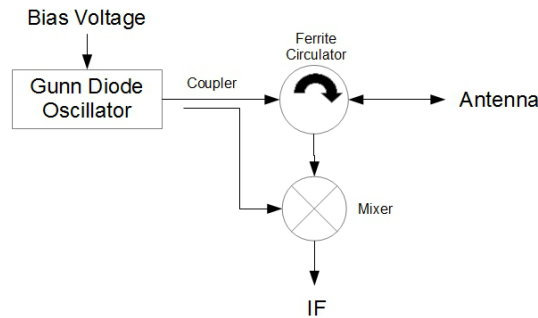 Bias Voltage
Gunn Diode
Oscillator
Coupler
Ferrite
Circulator
Antenna
Mixer
IF